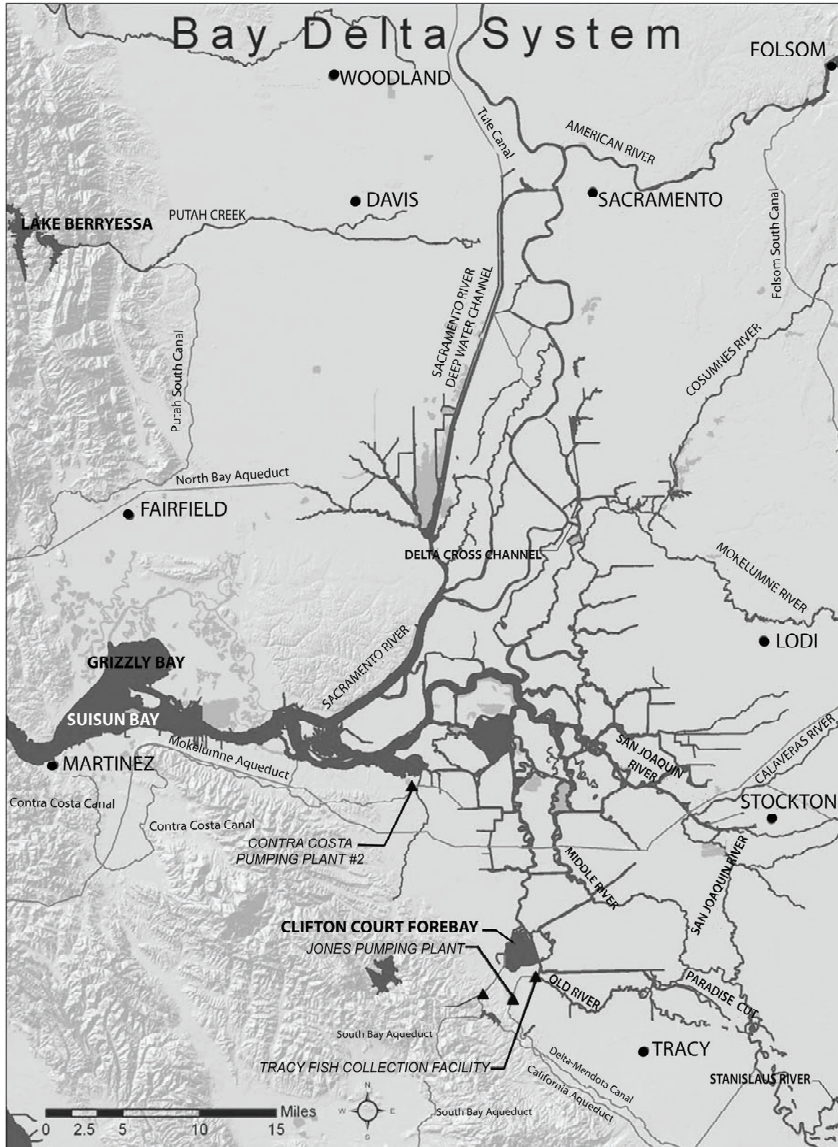 Bay Delta System
FOLSOM
WOODLAND
Tule Canal
AMERICAN RIVER
DAVIS
SACRAMENTO
PUTAH CREEK
LAKE BERRYESSA
Folsom South Canal
SACRAMENTO RIVER
DEEP WATER CHANNEL
COSUMNES RIVER
Putah South Canal
North Bay Aqueduct
FAIRFIELD
DELTA CROSS CHANNEL
MOKELUMNE RIVER
LODI
GRIZZLY BAY
SACRAMENTO RIVER
SUISUN BAY
SAN JOAQUIN
RIVER
CALAVERAS RIVER
Mokelumne Aqueduct
MARTINEZ
Contra Costa Canal
STOCKTON
Contra Costa Canal
CONTRA COSTA
PUMPING PLANT #2
MIDDLE RIVER
SAN JOAQUIN RIVER
CLIFTON COURT FOREBAY
JONES PUMPING PLANT
OLD RIVER
PARADISE CUT
South Bay Aqueduct
TRACY
TRACY FISH COLLECTION FACILITY
Delta-Mendota Canal
California Aqueduct
STANISLAUS RIVER
N
W E
S
South Bay Aqueduct
Miles
0 2.5 5 10 15